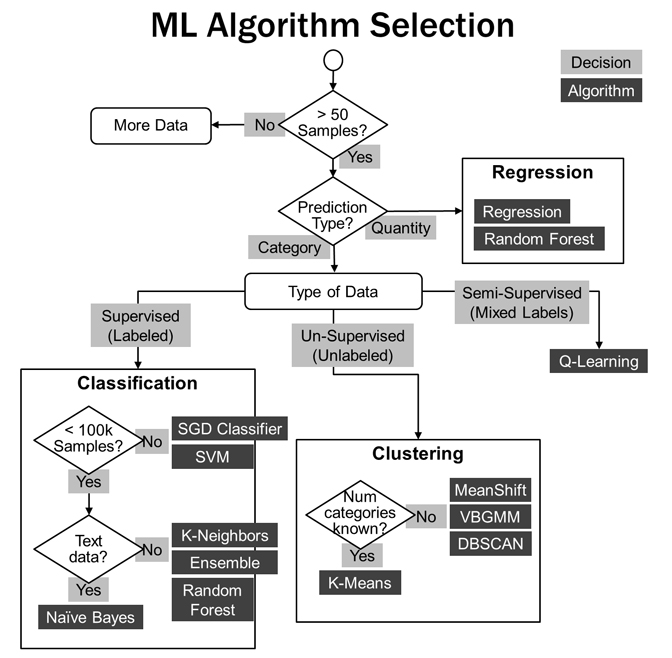 ML Algorithm Selection
Decision
Algorithm
> 50
Samples?
No
More Data
Yes
Prediction
Type?
Quantity
Category
Regression
Regression
Random Forest
Type of Data
Supervised
(Labeled)
Un-Supervised
(Unlabeled)
Semi-Supervised
(Mixed Labels)
Q-Learning
Classification
< 100k
Samples?
No
SGD Classifier
SVM
Yes
Text
data?
No
K-Neighbors
Ensemble
Random
Forest
Yes
Naïve Bayes
Clustering
Num
categories
known?
No
MeanShift
VBGMM
DBSCAN
Yes
K-Means